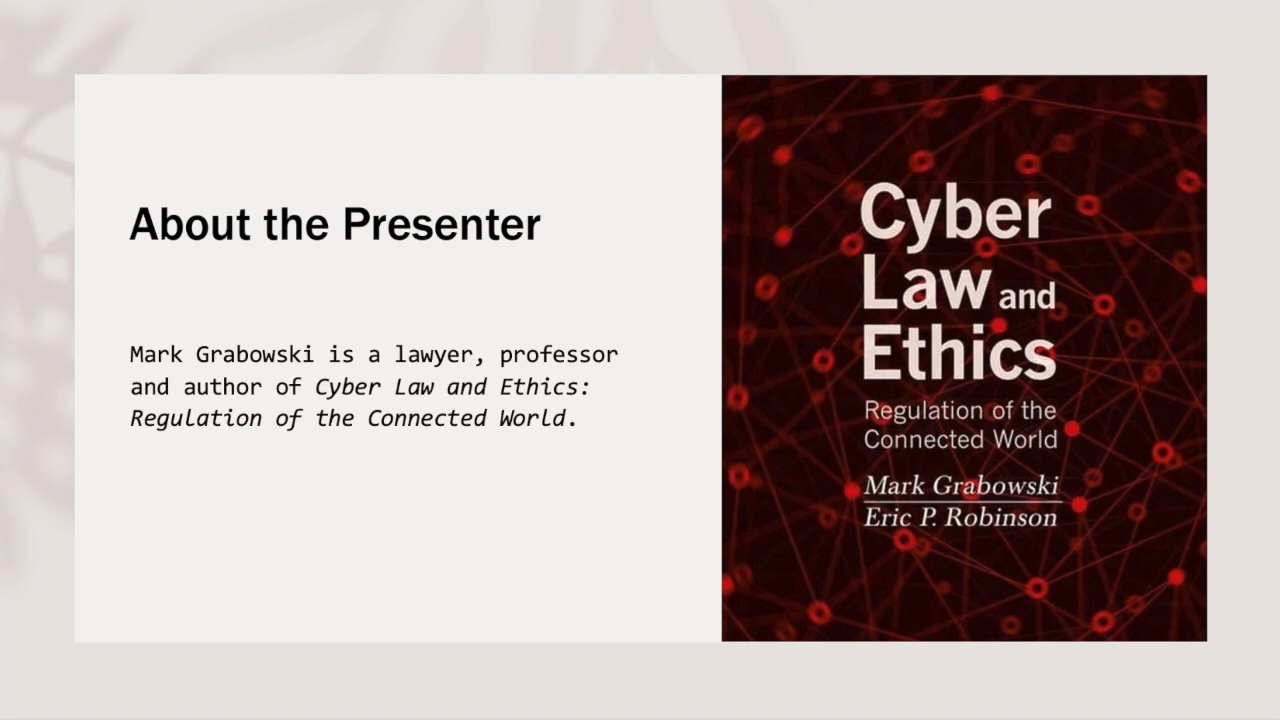 About the Presenter
Mark Grabowski is a lawyer, professor
and author of Cyber Law and Ethics:
Regulation of the Connected World.
Cyber
Law and
Ethics
Regulation of the
Connected World
Mark Grabowski
Eric P. Robinson